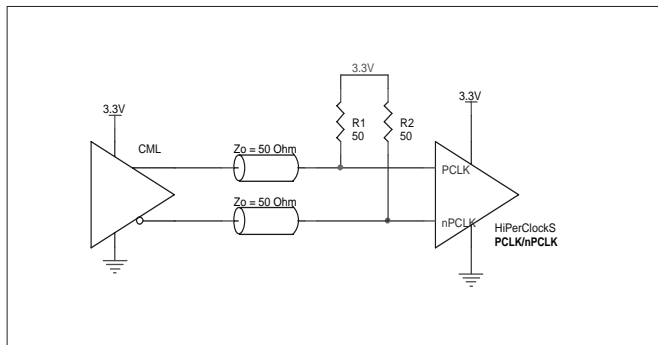 3.3V
3.3V
3.3V
R1
50
R2
50
CML
Zo = 50 Ohm
PCLK
Zo = 50 Ohm
nPCLK
HiPerClockS
PCLK/nPCLK